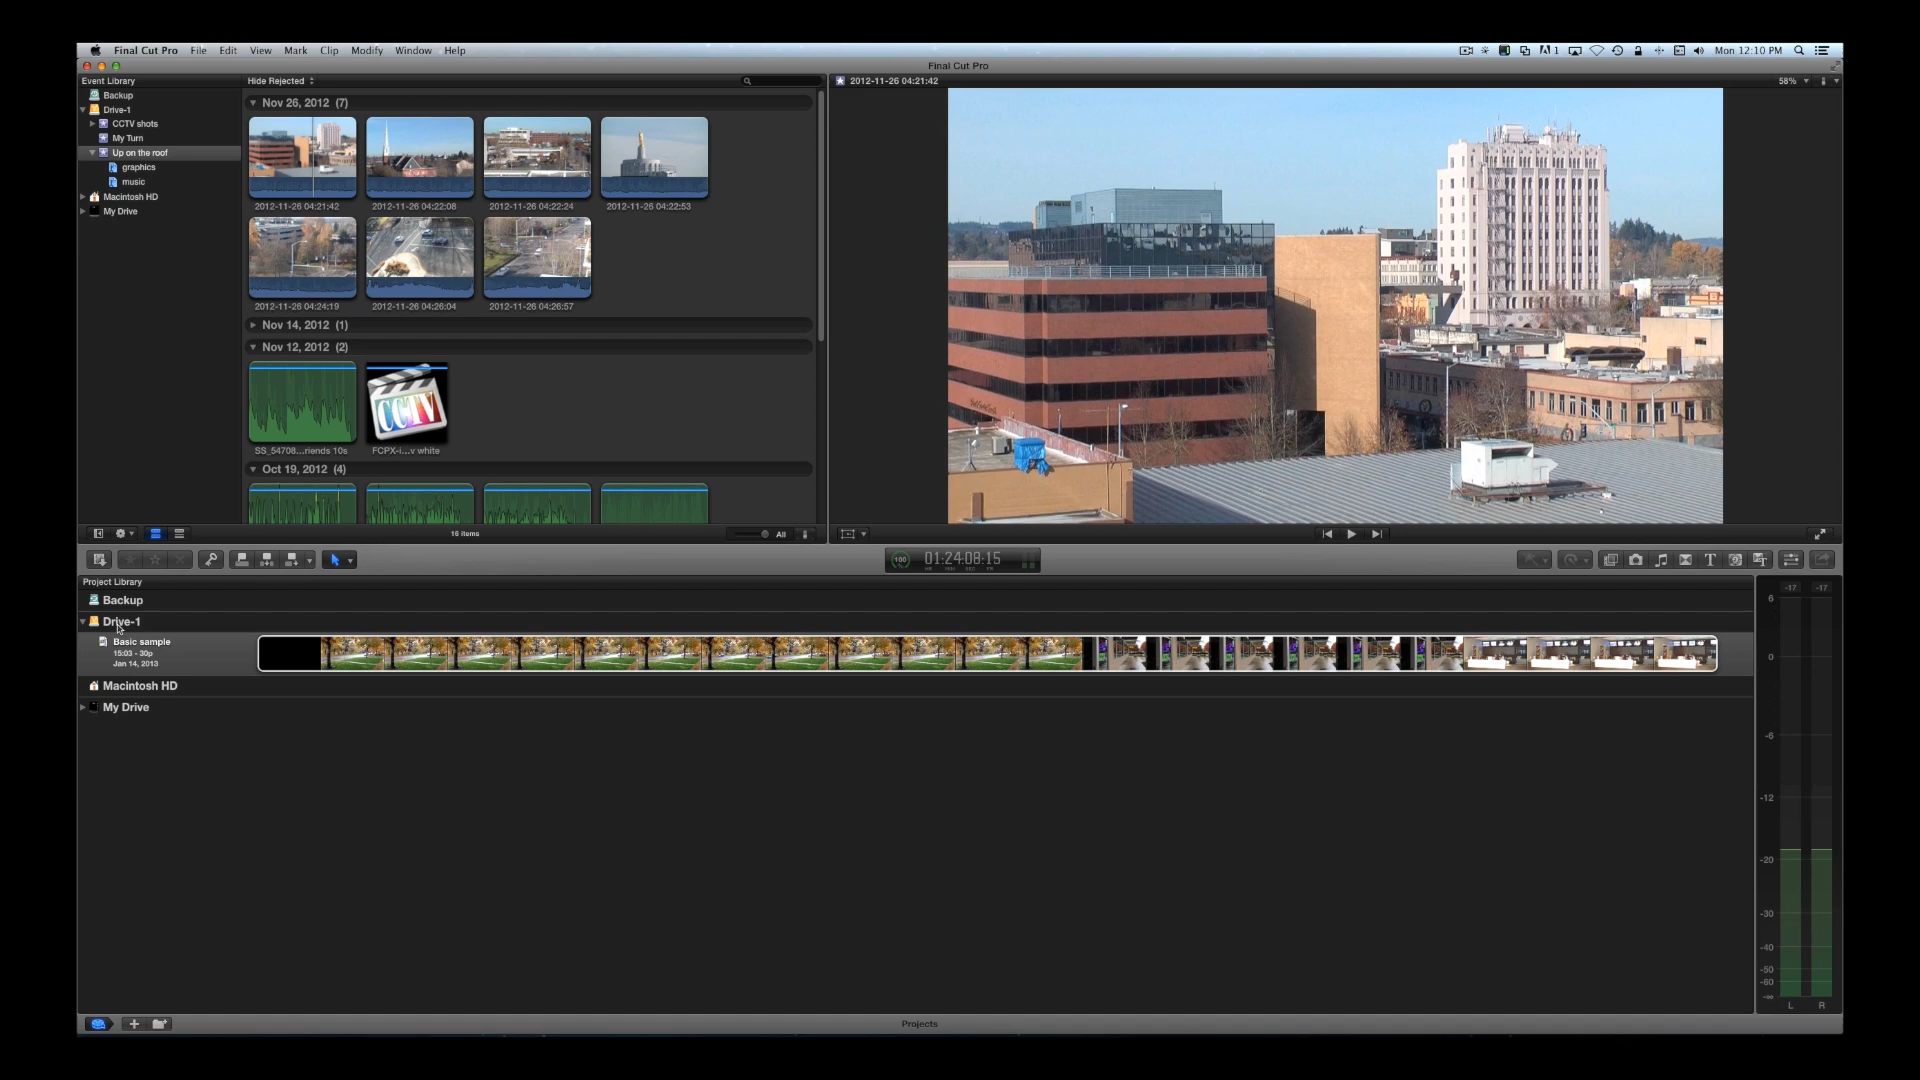 Final Cut Pro File Edit View Mark Clip Modify Window Help
1 Mon 12:10 PM
Final Cut Pro
Event Library
Hide Rejected
2012-11-26 04:21:42
58%
Backup
Drive-1
CCTV shots
My Turn
Up on the roof
graphics
music
Macintosh HD
My Drive
Nov 26, 2012 (7)
2012-11-26 04:21:42
2012-11-26 04:22:08
2012-11-26 04:22:24
2012-11-26 04:22:53
2012-11-26 04:24:19
2012-11-26 04:26:04
2012-11-26 04:26:57
Nov 14, 2012 (1)
Nov 12, 2012 (2)
CCTV
SS_54708...riends 10s
FCPX-i...v white
Oct 19, 2012 (4)
16 items
All
100
01:24:08:15
HR MIN SEC FR
T
Project Library
Backup
Drive-1
Basic sample
15:03 - 30p
Jan 14, 2013
Macintosh HD
My Drive
-17 -17
6
0
-6
-12
-20
-30
-40
-50
-60
-∞
L R
Projects